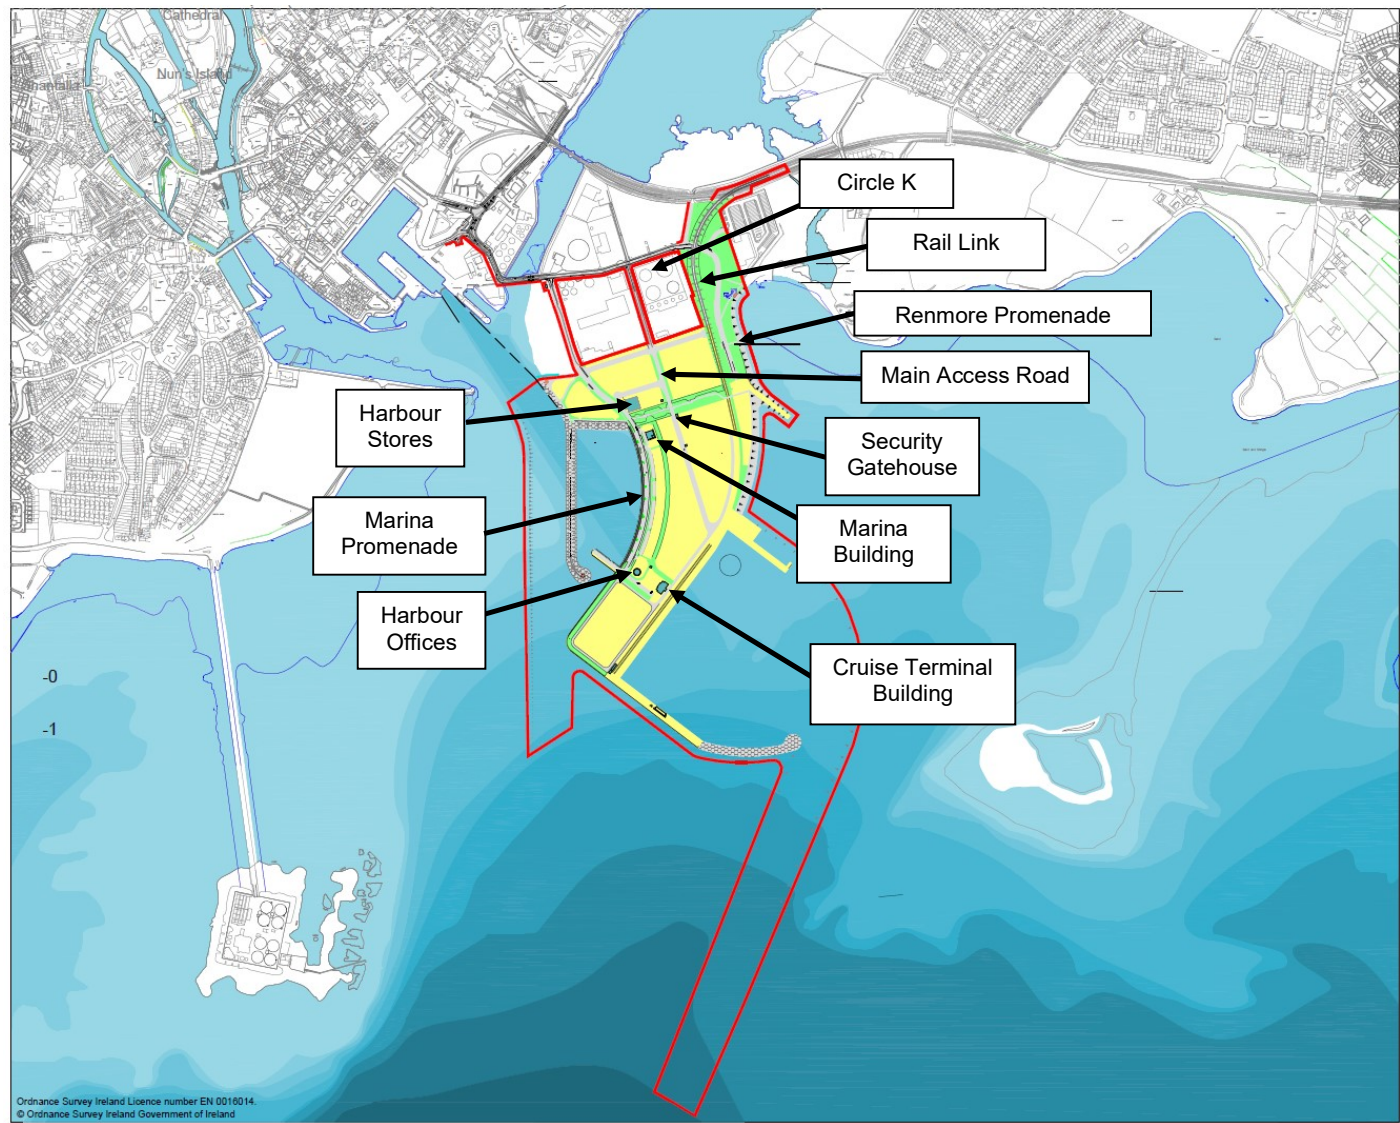 Cathedral
Nun's Island
Circle K
Rail Link
Renmore Promenade
Main Access Road
Harbour
Stores
Security
Gatehouse
Marina
Promenade
Marina
Building
Harbour
Offices
Cruise Terminal
Building
-0
-1
Ordnance Survey Ireland Licence number EN 0016014.
© Ordnance Survey Ireland Government of Ireland